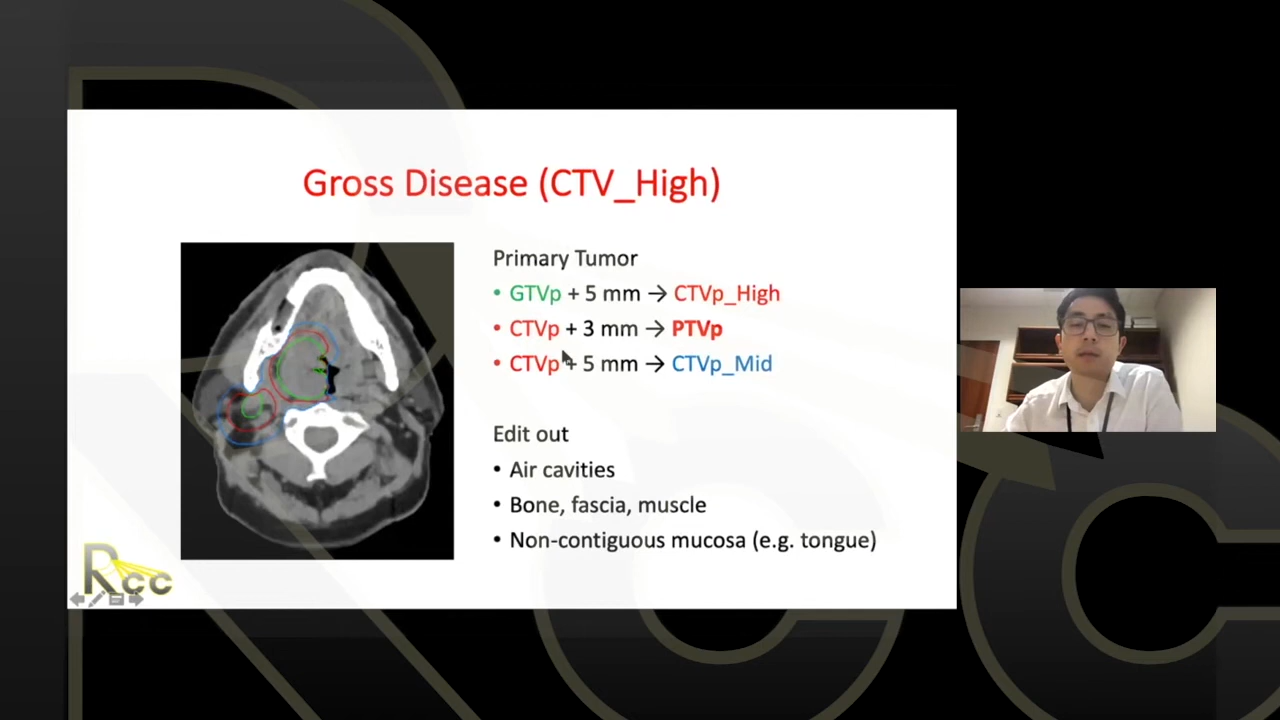 Gross Disease (CTV_High)
Primary Tumor
• GTVp + 5 mm → CTVp_High
• CTVp + 3 mm → PTVp
• CTVp + 5 mm → CTVp_Mid
Edit out
• Air cavities
• Bone, fascia, muscle
• Non-contiguous mucosa (e.g. tongue)
Rcc